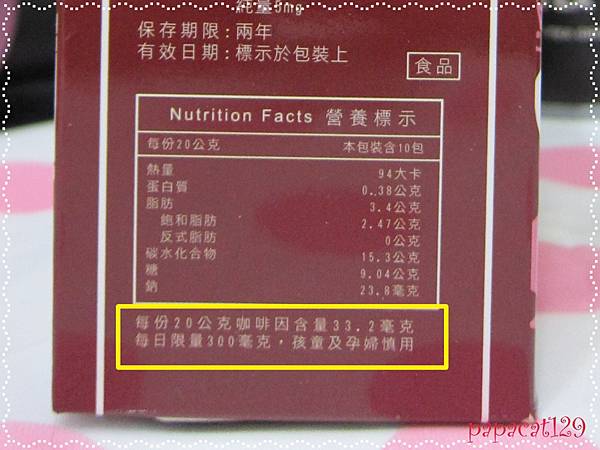 純量5mg
保存期限:兩年
有效日期:標示於包裝上
食品
Nutrition Facts 營養標示
每份20公克 本包裝含10包
熱量 94大卡
蛋白質 0.38公克
脂肪 3.4公克
飽和脂肪 2.47公克
反式脂肪 0公克
碳水化合物 15.3公克
糖 9.04公克
鈉 23.8毫克
每份20公克咖啡因含量33.2毫克
每日限量300毫克，孩童及孕婦慎用
papacat129